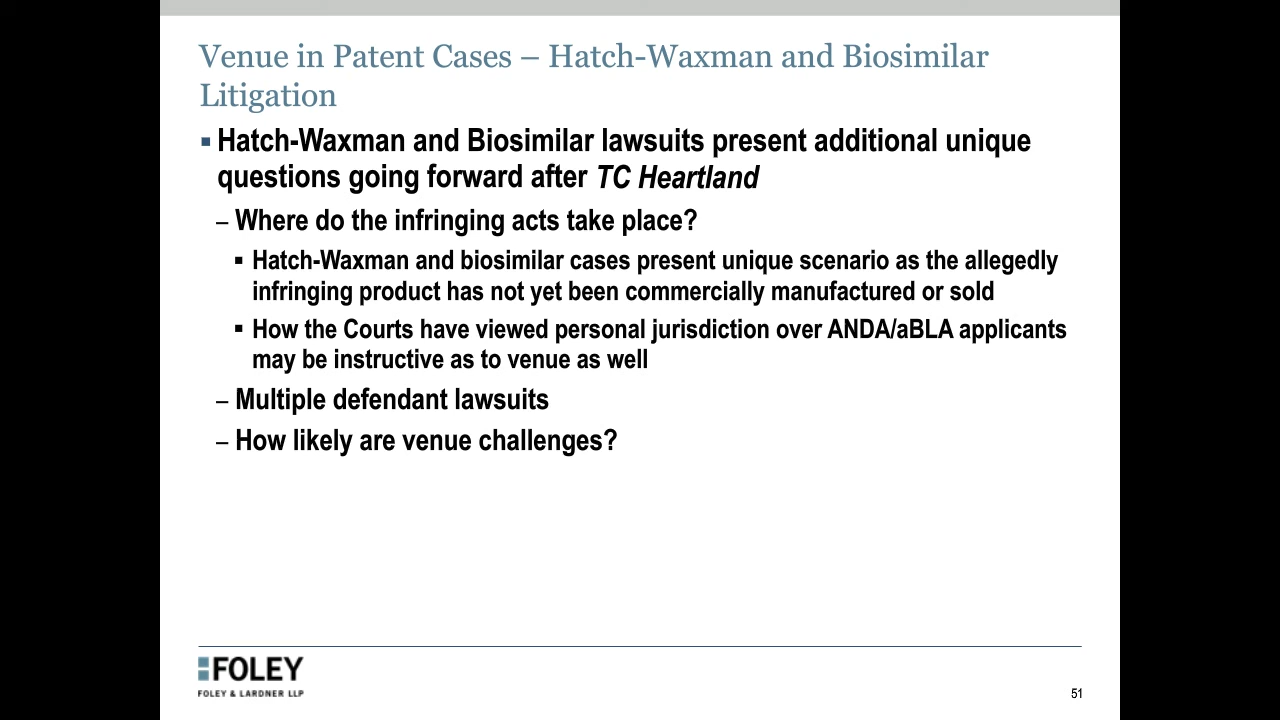 Venue in Patent Cases – Hatch-Waxman and Biosimilar
Litigation
▪ Hatch-Waxman and Biosimilar lawsuits present additional unique
questions going forward after TC Heartland
– Where do the infringing acts take place?
▪ Hatch-Waxman and biosimilar cases present unique scenario as the allegedly
infringing product has not yet been commercially manufactured or sold
▪ How the Courts have viewed personal jurisdiction over ANDA/aBLA applicants
may be instructive as to venue as well
– Multiple defendant lawsuits
– How likely are venue challenges?
FOLEY
FOLEY & LARDNER LLP
51